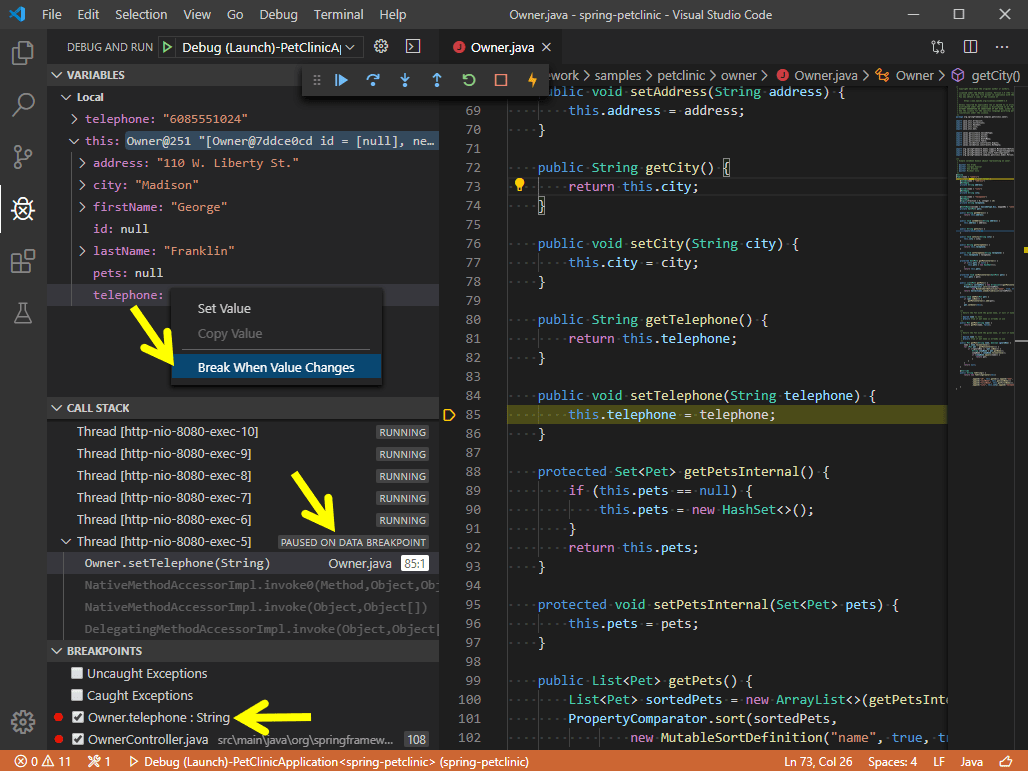 File Edit Selection View Go Debug Terminal Help Owner.java - spring-petclinic - Visual Studio Code
DEBUG AND RUN Debug (Launch)-PetClinicAp
Owner.java
ework > samples > petclinic > owner > Owner.java > Owner > getCity()
VARIABLES
Local
telephone: "6085551024"
this: Owner@251 "[Owner@7ddce0cd id = [null], ne…
address: "110 W. Liberty St."
city: "Madison"
firstName: "George"
id: null
lastName: "Franklin"
pets: null
telephone:
Set Value
Copy Value
Break When Value Changes
CALL STACK
Thread [http-nio-8080-exec-10] RUNNING
Thread [http-nio-8080-exec-9] RUNNING
Thread [http-nio-8080-exec-8] RUNNING
Thread [http-nio-8080-exec-7] RUNNING
Thread [http-nio-8080-exec-6] RUNNING
Thread [http-nio-8080-exec-5] PAUSED ON DATA BREAKPOINT
Owner.setTelephone(String) Owner.java 85:1
NativeMethodAccessorImpl.invoke0(Method,Object,Obj
NativeMethodAccessorImpl.invoke(Object,Object[])
DelegatingMethodAccessorImpl.invoke(Object,Object[
BREAKPOINTS
Uncaught Exceptions
Caught Exceptions
Owner.telephone : String
OwnerController.java src\main\java\org\springframew... 108
public void setAddress(String address) {
69 this.address = address;
70 }
71
72 public String getCity() {
73 return this.city;
74 }
75
76 public void setCity(String city) {
77 this.city = city;
78 }
79
80 public String getTelephone() {
81 return this.telephone;
82 }
83
84 public void setTelephone(String telephone) {
85 this.telephone = telephone;
86 }
87
88 protected Set<Pet> getPetsInternal() {
89 if (this.pets == null) {
90 this.pets = new HashSet<>();
91 }
92 return this.pets;
93 }
94
95 protected void setPetsInternal(Set<Pet> pets) {
96 this.pets = pets;
97 }
98
99 public List<Pet> getPets() {
100 List<Pet> sortedPets = new ArrayList<>(getPetsInte
101 PropertyComparator.sort(sortedPets,
102 new MutableSortDefinition("name", true, t
0 11 1 Debug (Launch)-PetClinicApplication<spring-petclinic> (spring-petclinic) Ln 73, Col 26 Spaces: 4 LF Java